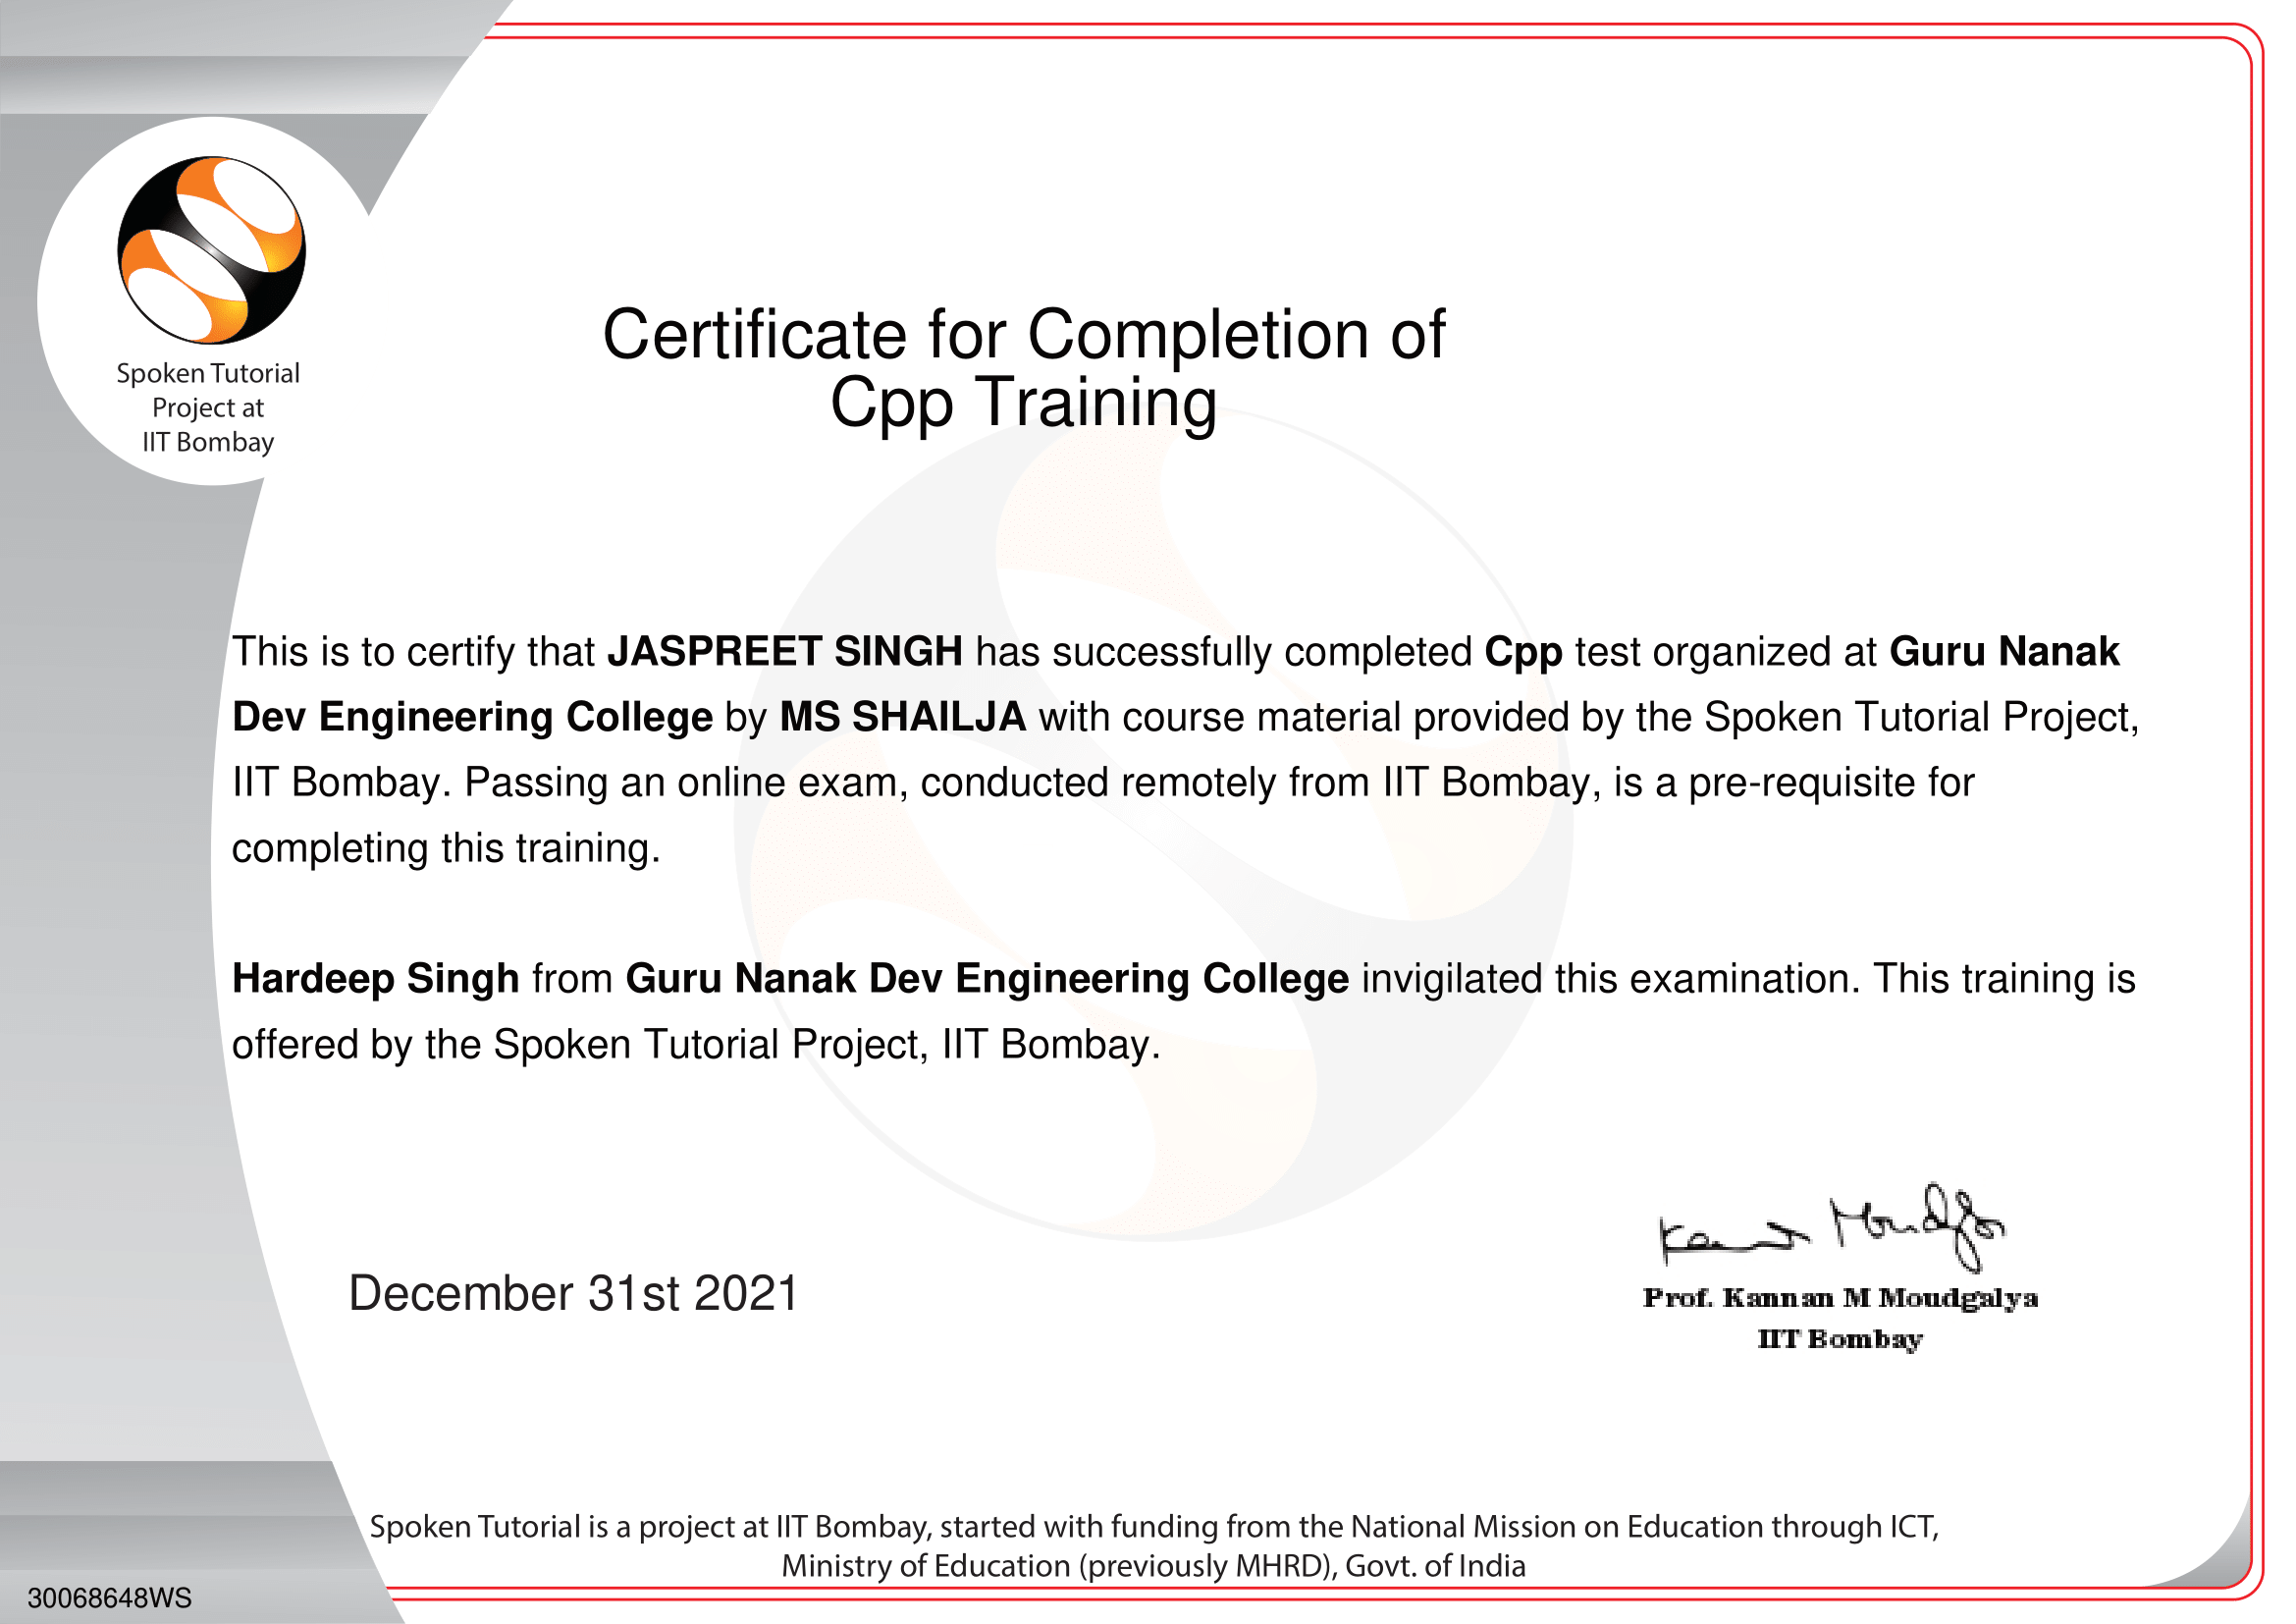 Spoken Tutorial
Project at
IIT Bombay
Certificate for Completion of
Cpp Training
This is to certify that JASPREET SINGH has successfully completed Cpp test organized at Guru Nanak
Dev Engineering College by MS SHAILJA with course material provided by the Spoken Tutorial Project,
IIT Bombay. Passing an online exam, conducted remotely from IIT Bombay, is a pre-requisite for
completing this training.
Hardeep Singh from Guru Nanak Dev Engineering College invigilated this examination. This training is
offered by the Spoken Tutorial Project, IIT Bombay.
December 31st 2021
Kannan Moudgalya
Prof. Kannan M Moudgalya
IIT Bombay
Spoken Tutorial is a project at IIT Bombay, started with funding from the National Mission on Education through ICT,
Ministry of Education (previously MHRD), Govt. of India
30068648WS